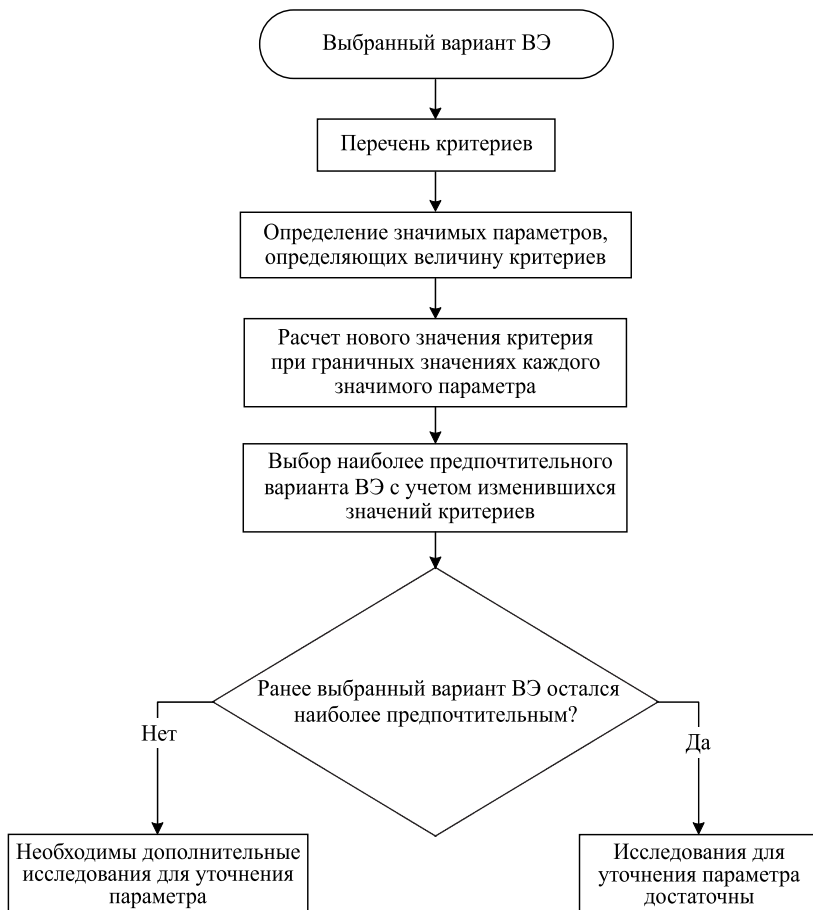 Выбранный вариант ВЭ
Перечень критериев
Определение значимых параметров,
определяющих величину критериев
Расчет нового значения критерия
при граничных значениях каждого
значимого параметра
Выбор наиболее предпочтительного
варианта ВЭ с учетом изменившихся
значений критериев
Ранее выбранный вариант ВЭ остался
наиболее предпочтительным?
Нет
Да
Необходимы дополнительные
исследования для уточнения
параметра
Исследования для
уточнения параметра
достаточны